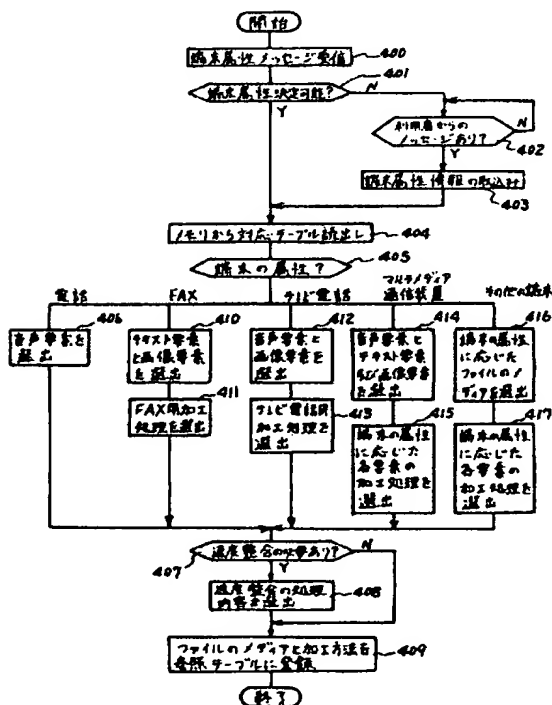 開始
端末属性メッセージ受信
400
401
端末属性決定可能?
N
Y
利用者からの
メッセージあり?
N
402
Y
端末属性情報の取込み
403
メモリから対応テーブル読出し
404
405
端末の属性?
電話
FAX
テレビ電話
マルチメディア
通信装置
その他の端末
406
音声要素を
選出
410
テキスト要素
と画像要素
を選出
411
FAX用加工
処理を選出
412
音声要素と
画像要素を
選出
413
テレビ電話用
加工処理を
選出
414
音声要素と
テキスト要素
及び画像要素
を選出
415
端末の属性
に応じた
各要素の
加工処理を
選出
416
端末の属性
に応じた
ファイルのメ
ディアを選出
417
端末の属性
に応じた
各要素の
加工処理を
選出
速度整合の必要あり?
N
407
Y
速度整合の処理
内容を選出
408
ファイルのメディアと加工方法を
テーブルに登録
409
終了